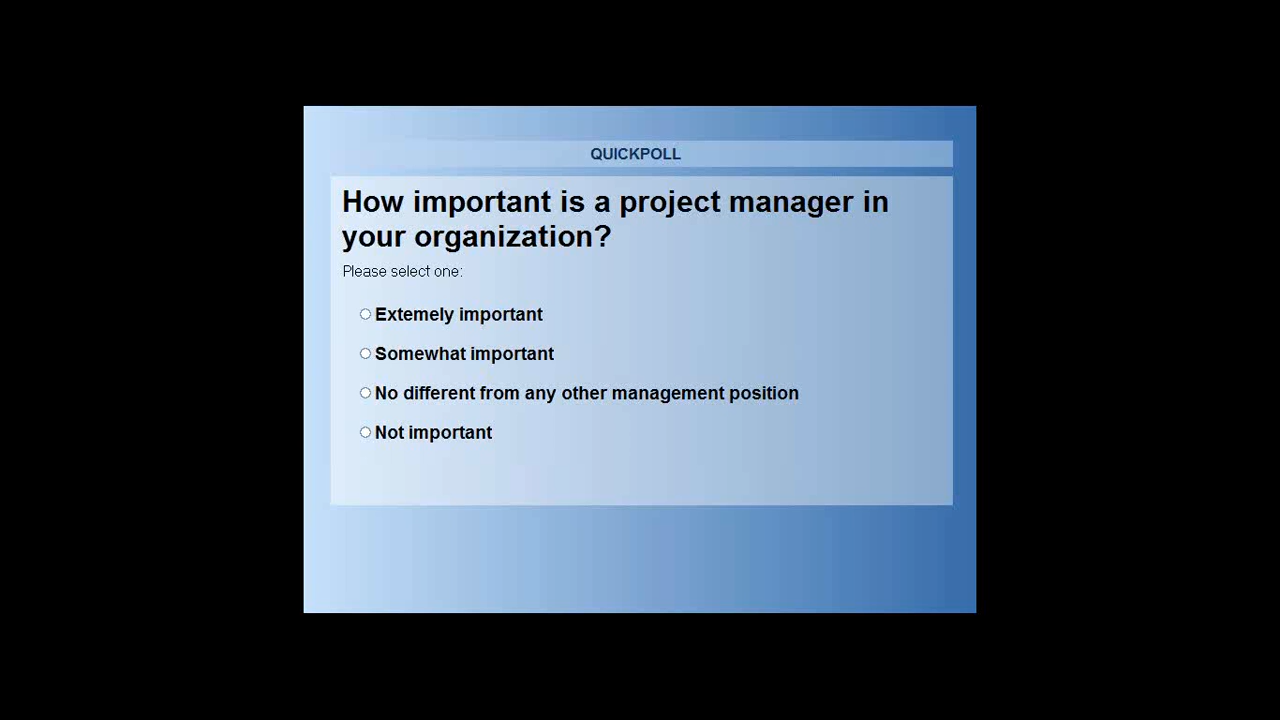 QUICKPOLL
How important is a project manager in
your organization?
Please select one:
Extemely important
Somewhat important
No different from any other management position
Not important